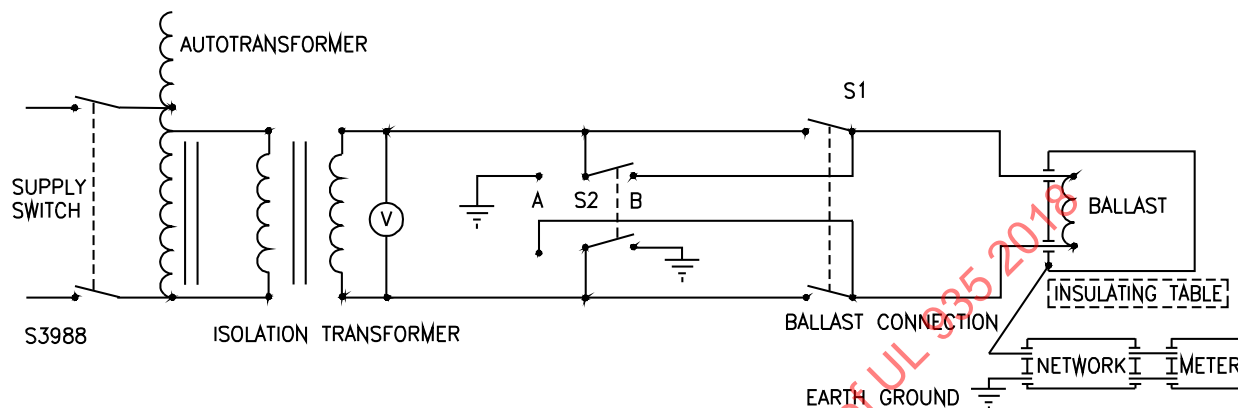 AUTOTRANSFORMER
S1
SUPPLY
SWITCH
A
S2
B
V
BALLAST
INSULATING TABLE
S3988
ISOLATION TRANSFORMER
BALLAST CONNECTION
NETWORK
METER
EARTH GROUND
of UL 935 2018